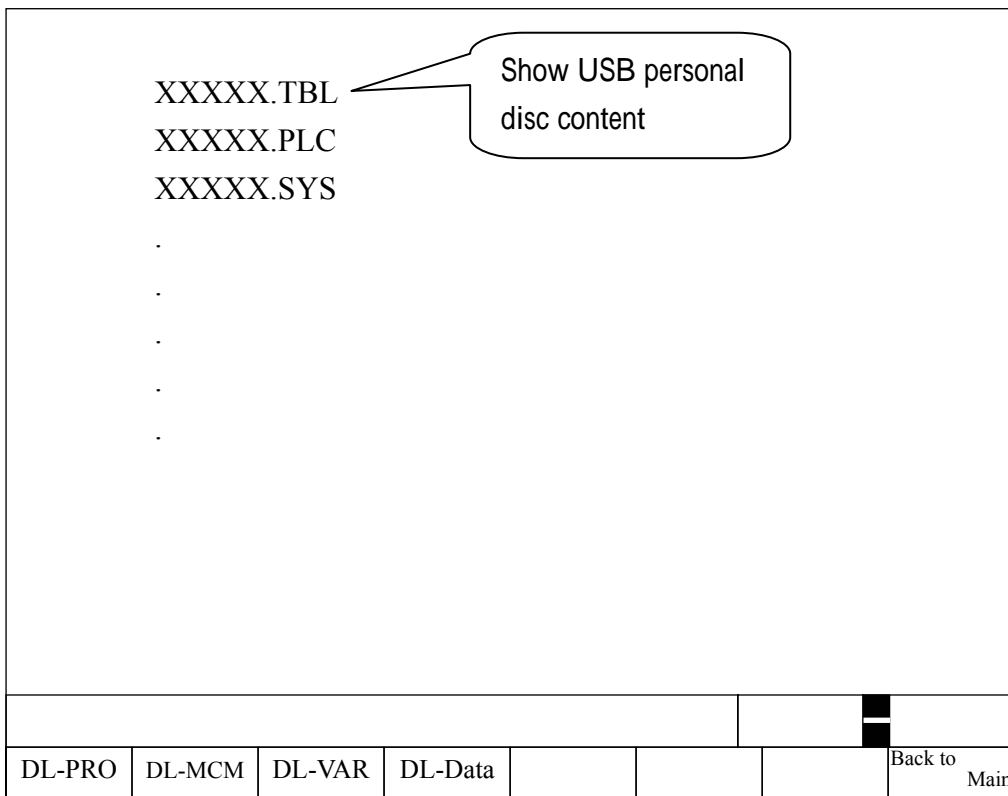 Show USB personal
disc content
XXXXX.TBL
XXXXX.PLC
XXXXX.SYS
.
.
.
.
.
DL-PRO DL-MCM DL-VAR DL-Data Back to
Main